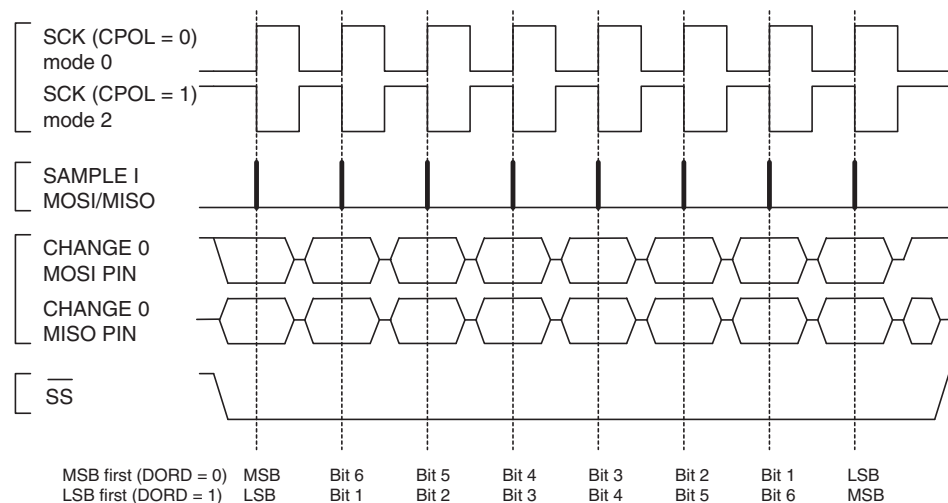 SCK (CPOL = 0)
mode 0
SCK (CPOL = 1)
mode 2
SAMPLE I
MOSI/MISO
CHANGE 0
MOSI PIN
CHANGE 0
MISO PIN
SS
MSB first (DORD = 0) MSB Bit 6 Bit 5 Bit 4 Bit 3 Bit 2 Bit 1 LSB
LSB first (DORD = 1) LSB Bit 1 Bit 2 Bit 3 Bit 4 Bit 5 Bit 6 MSB